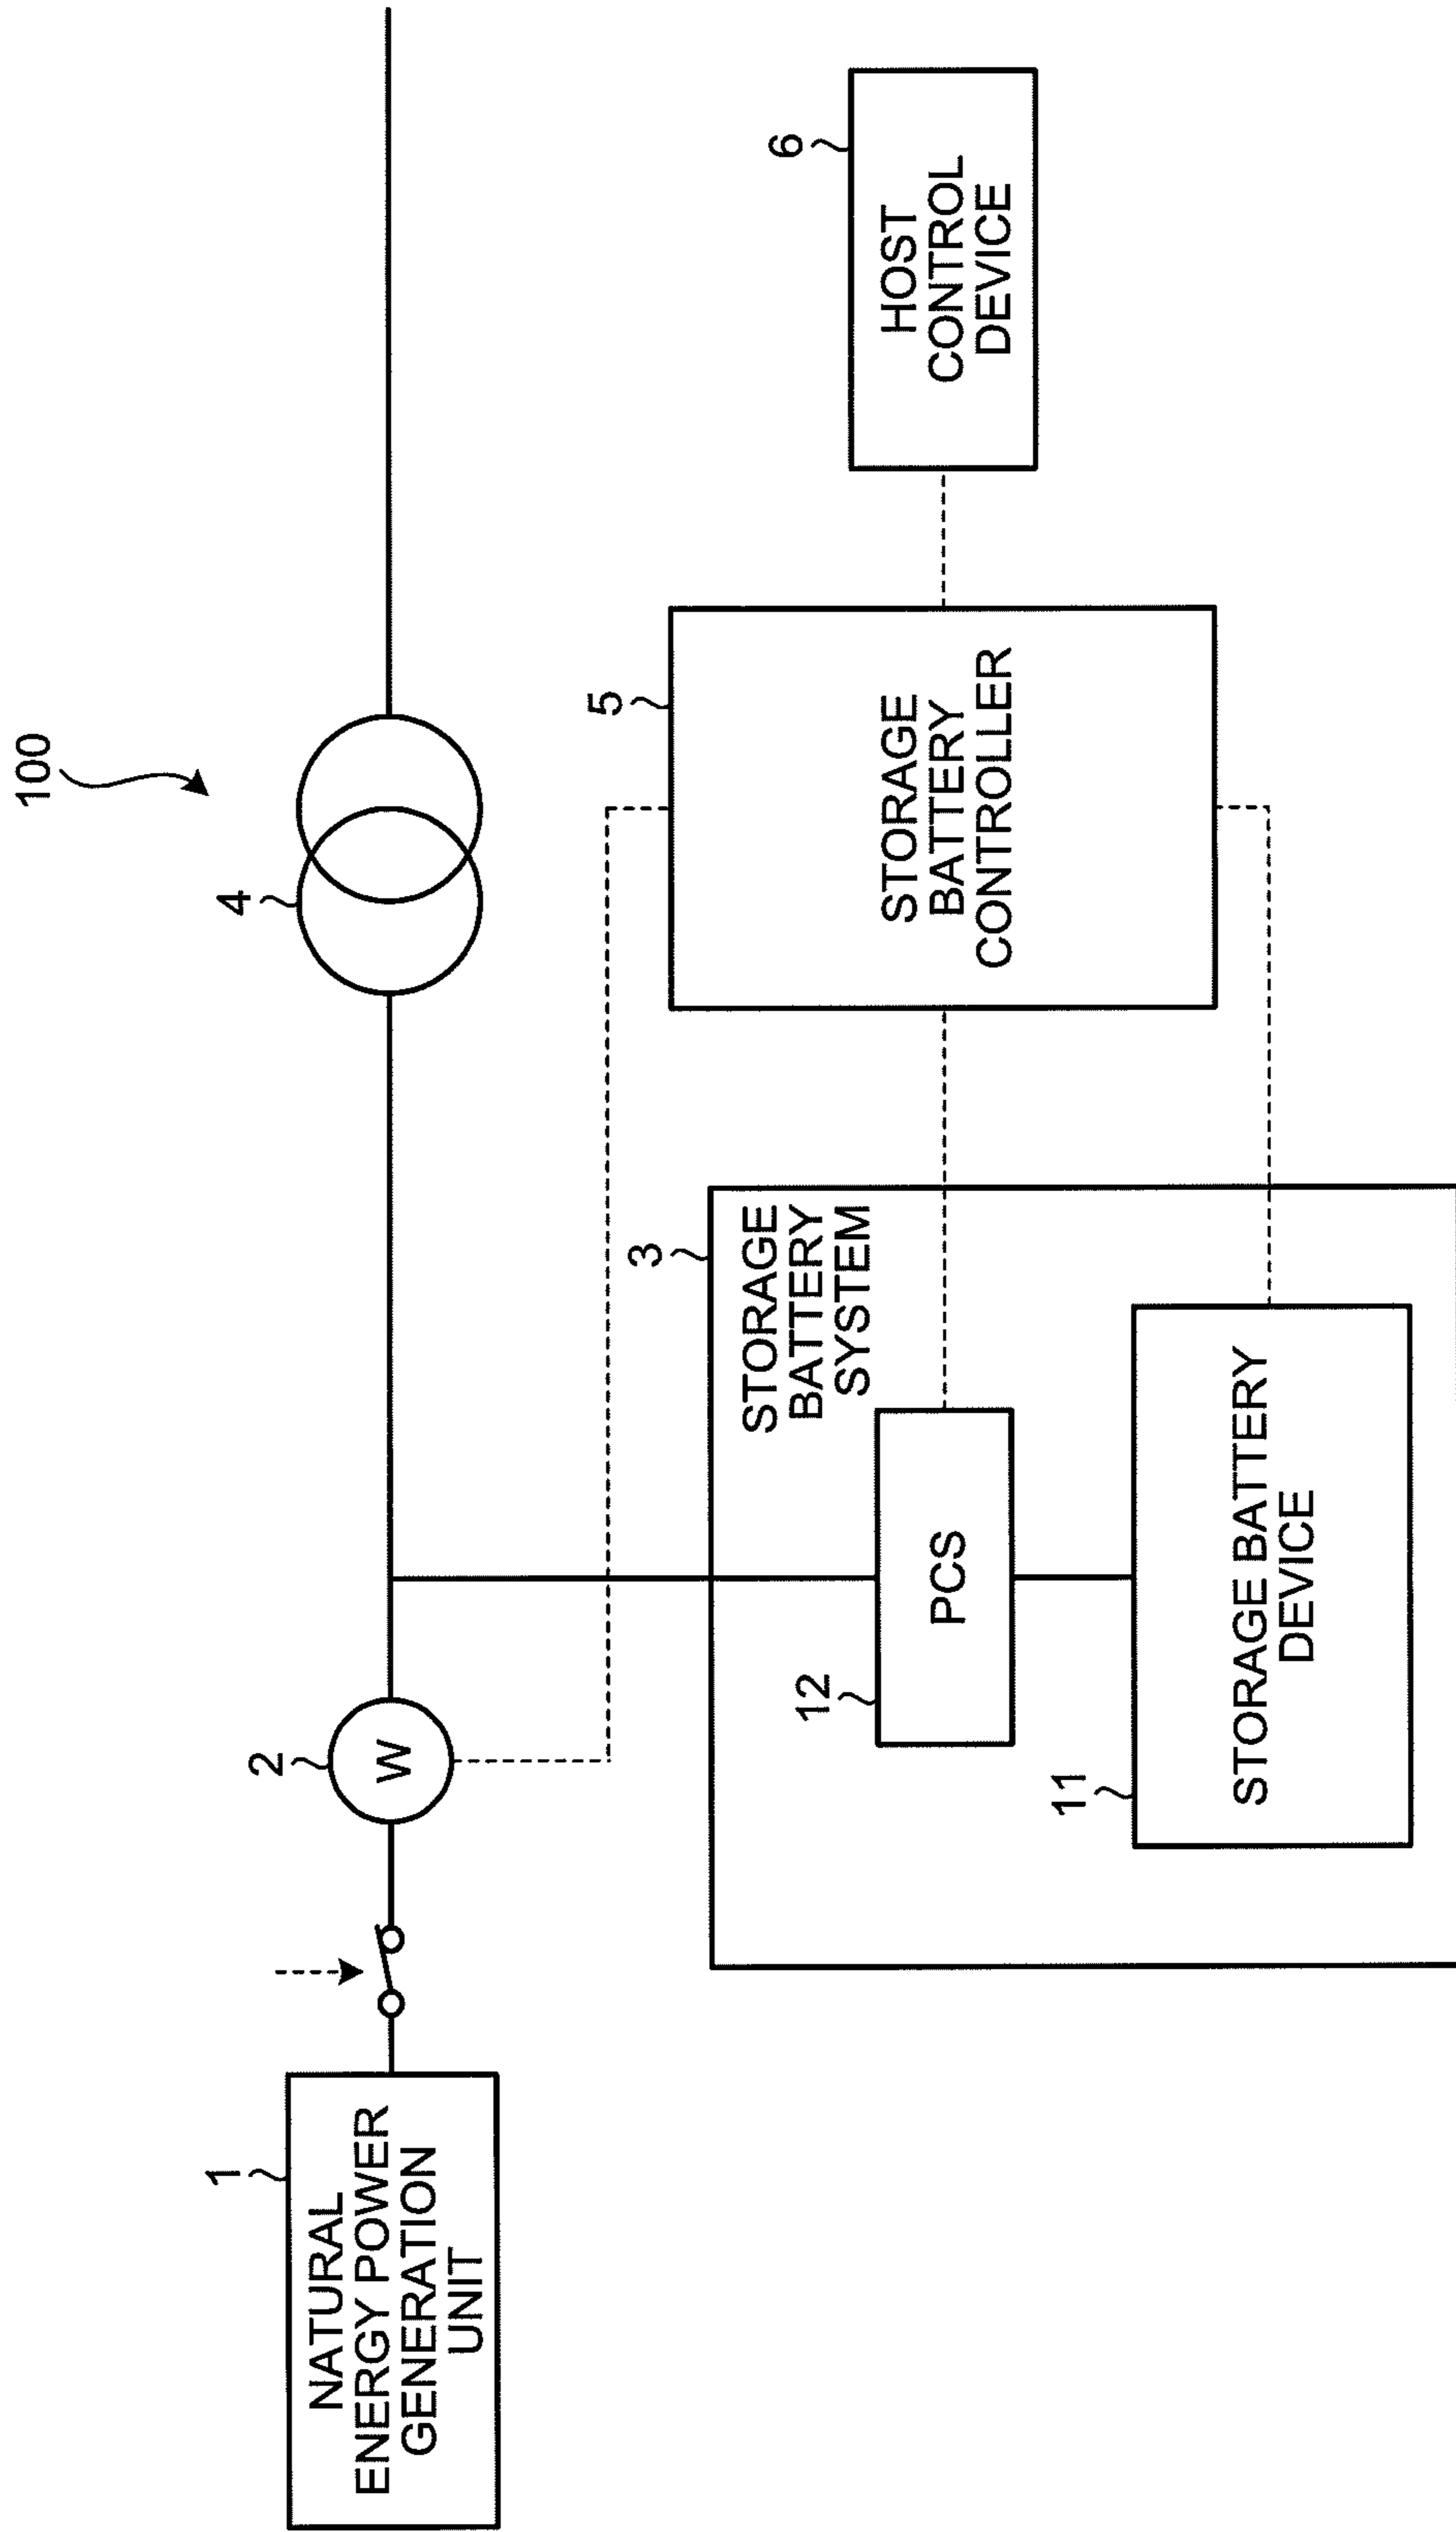 100
1
NATURAL
ENERGY POWER
GENERATION
UNIT
2
W
4
3
STORAGE
BATTERY
SYSTEM
12
PCS
11
STORAGE BATTERY
DEVICE
5
STORAGE
BATTERY
CONTROLLER
6
HOST
CONTROL
DEVICE